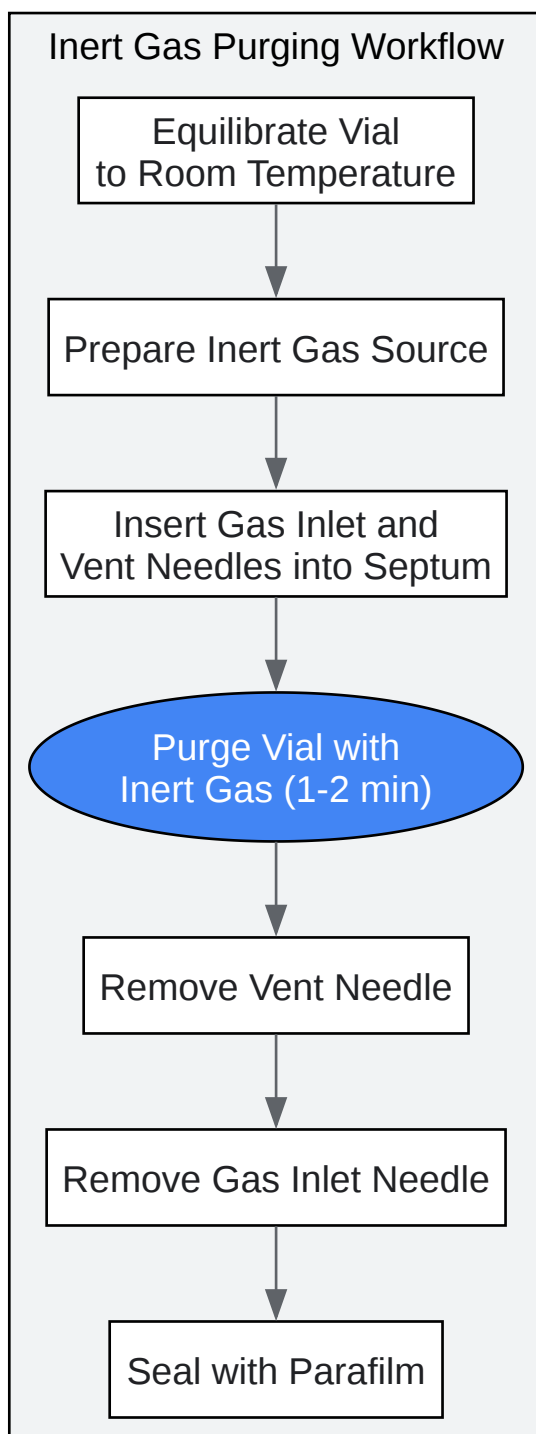 Inert Gas Purging Workflow
Equilibrate Vial
to Room Temperature
Prepare Inert Gas Source
Insert Gas Inlet and
Vent Needles into Septum
Purge Vial with
Inert Gas (1-2 min)
Remove Vent Needle
Remove Gas Inlet Needle
Seal with Parafilm